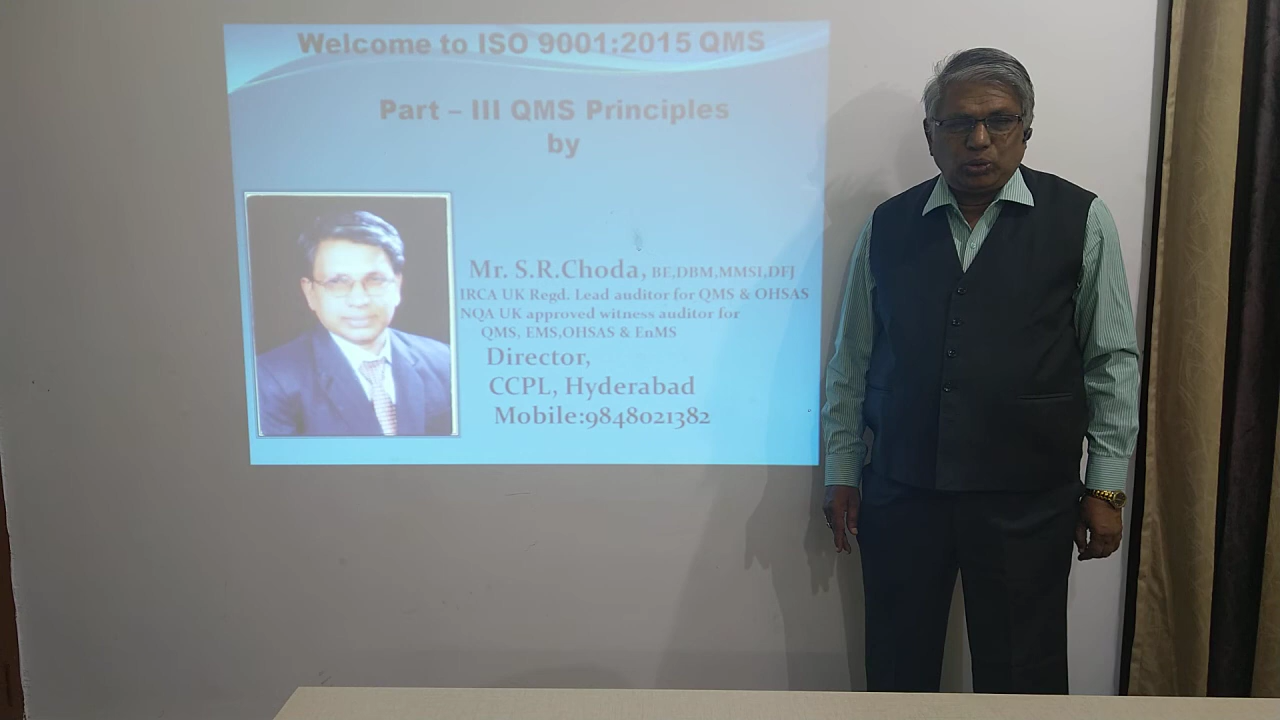 Welcome to ISO 9001:2015 QMS
Part – III QMS Principles
by
Mr. S.R.Choda, BE,DBM,MMSI,DFJ
IRCA UK Regd. Lead auditor for QMS & OHSAS
NQA UK approved witness auditor for
QMS, EMS,OHSAS & EnMS
Director,
CCPL, Hyderabad
Mobile:9848021382